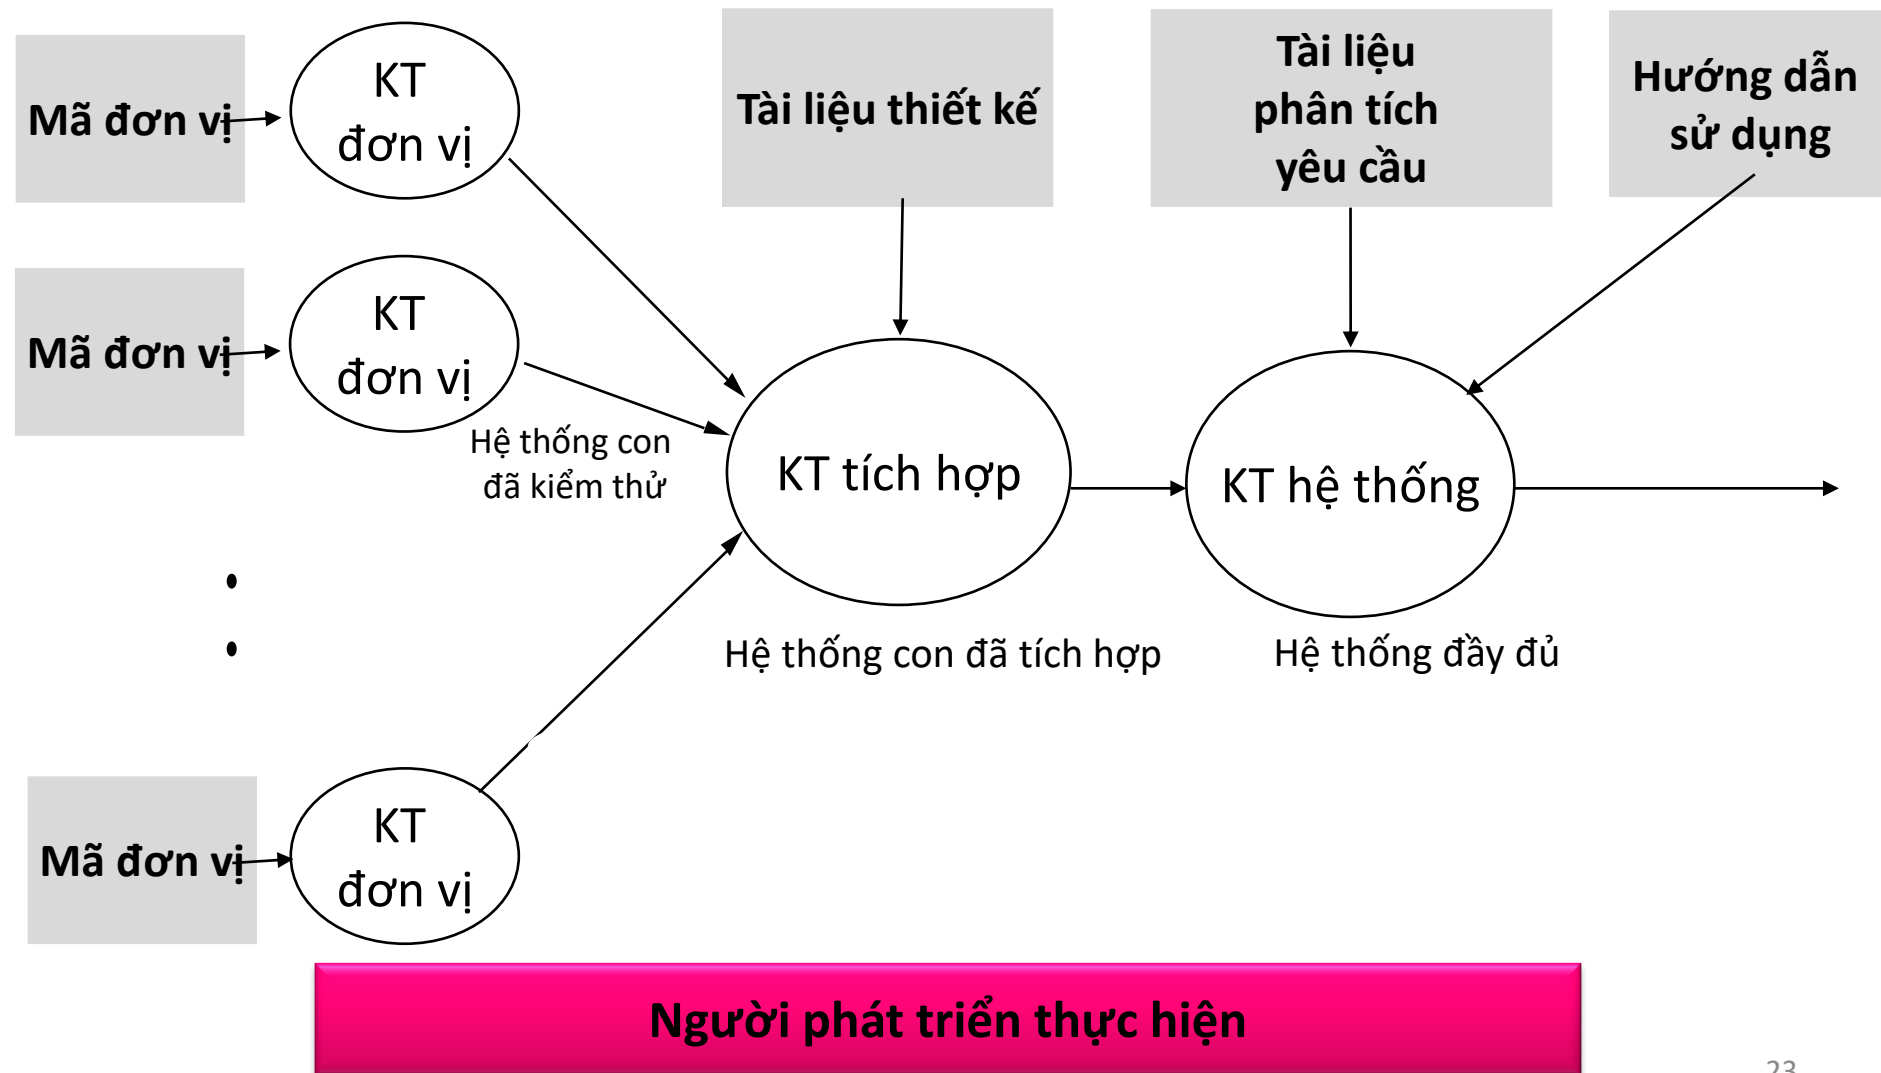 Mã đơn vị
KT
đơn vị
Tài liệu thiết kế
Tài liệu
phân tích
yêu cầu
Hướng dẫn
sử dụng
Mã đơn vị
KT
đơn vị
Hệ thống con
đã kiểm thử
KT tích hợp
KT hệ thống
Hệ thống con đã tích hợp
Hệ thống đầy đủ
Mã đơn vị
KT
đơn vị
Người phát triển thực hiện
23